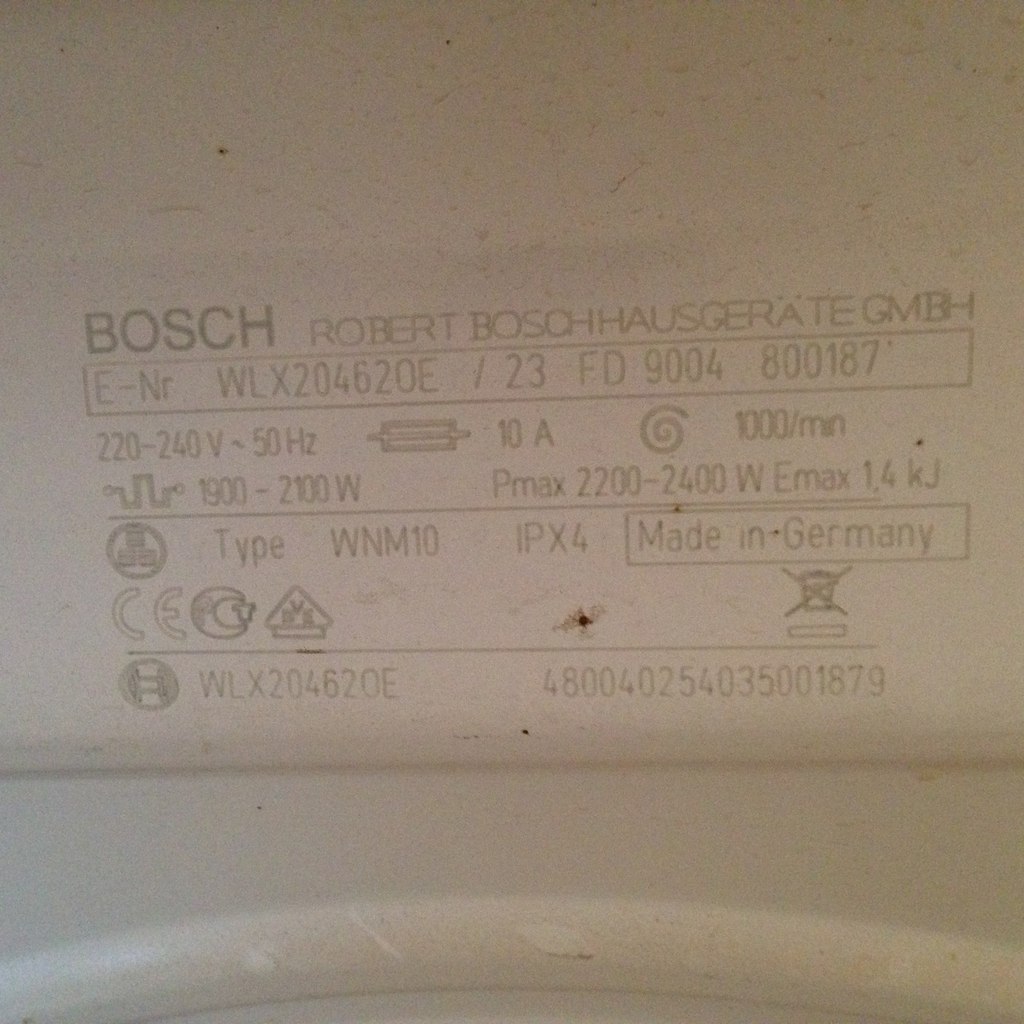 BOSCH ROBERT BOSCH HAUSGERÄTE GMBH
E-Nr WLX20462OE / 23 FD 9004 800187
220-240 V ~ 50 Hz 10 A 1000/min
1900 - 2100 W Pmax 2200-2400 W Emax 1,4 kJ
Type WNM10 IPX4 Made in Germany
CE
WLX20462OE 480040254035001879